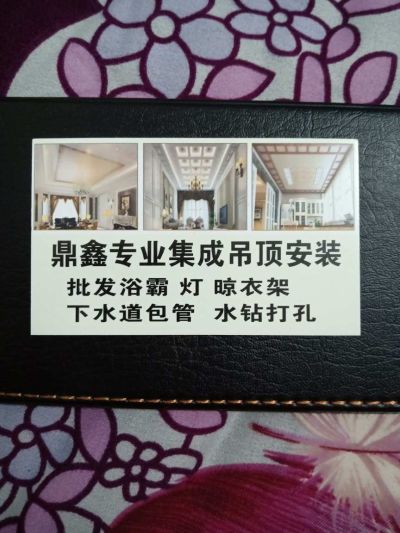 鼎鑫专业集成吊顶安装
批发浴霸 灯 晾衣架
下水道包管 水钻打孔